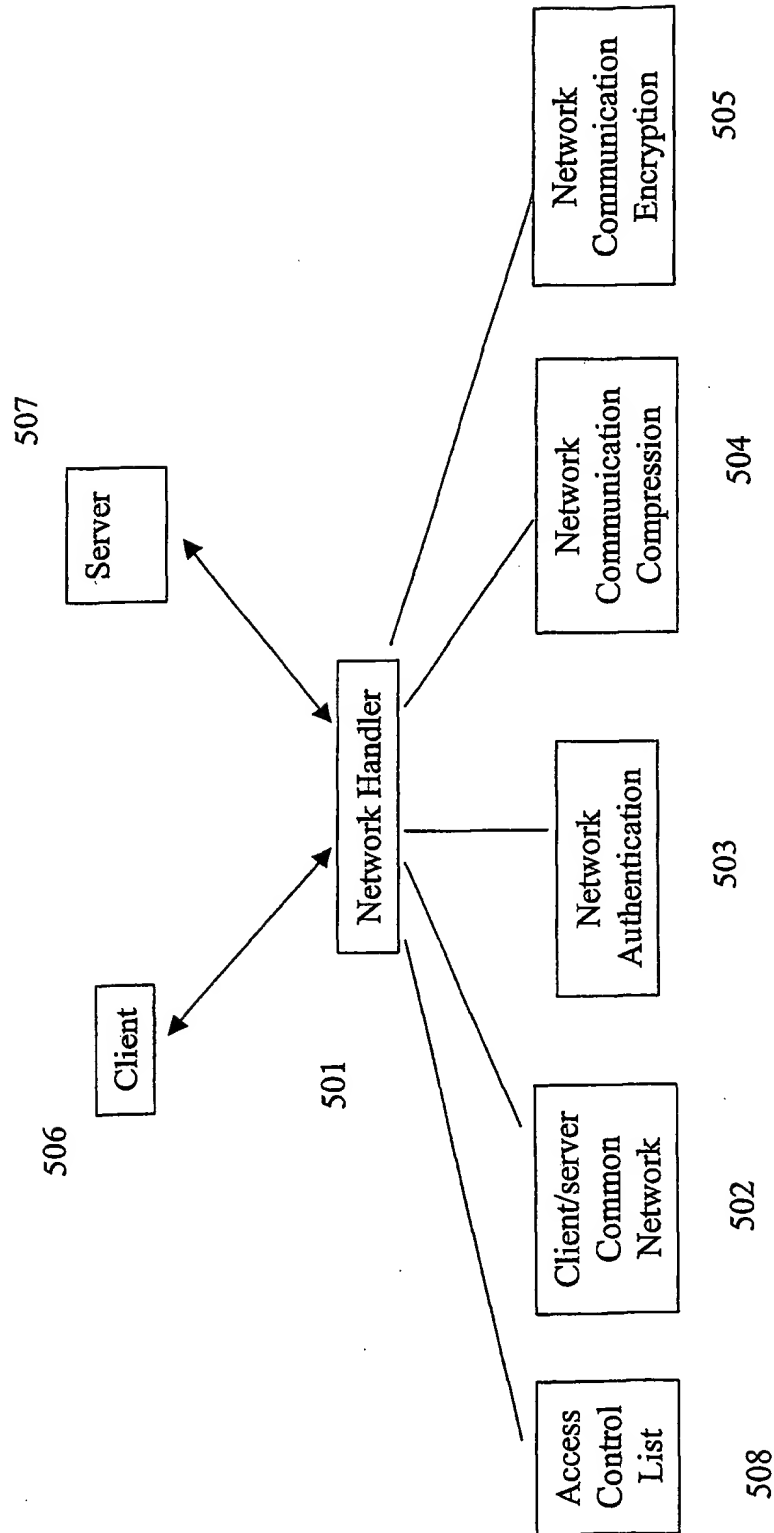 507
Server
506
Client
501
Network Handler
Access
Control
List
508
Client/server
Common
Network
502
Network
Authentication
503
Network
Communication
Compression
504
Network
Communication
Encryption
505